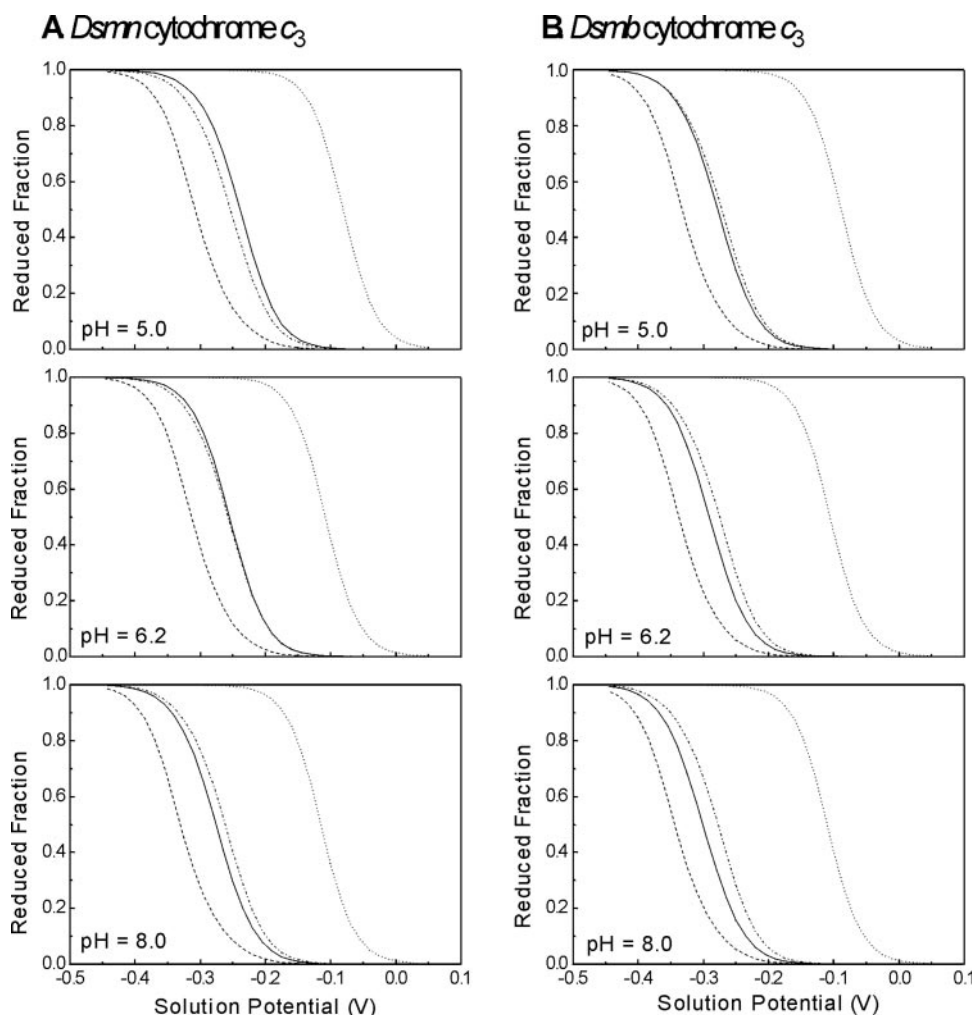 A. Dsmn cytochrome c3
B. Dsmb cytochrome c3
1.0
0.8
0.6
0.4
0.2
0.0
Reduced Fraction
pH = 5.0
1.0
0.8
0.6
0.4
0.2
0.0
Reduced Fraction
pH = 5.0
1.0
0.8
0.6
0.4
0.2
0.0
Reduced Fraction
pH = 6.2
1.0
0.8
0.6
0.4
0.2
0.0
Reduced Fraction
pH = 6.2
1.0
0.8
0.6
0.4
0.2
0.0
Reduced Fraction
pH = 8.0
-0.5 -0.4 -0.3 -0.2 -0.1 0.0 0.1
Solution Potential (V)
1.0
0.8
0.6
0.4
0.2
0.0
Reduced Fraction
pH = 8.0
-0.5 -0.4 -0.3 -0.2 -0.1 0.0 0.1
Solution Potential (V)